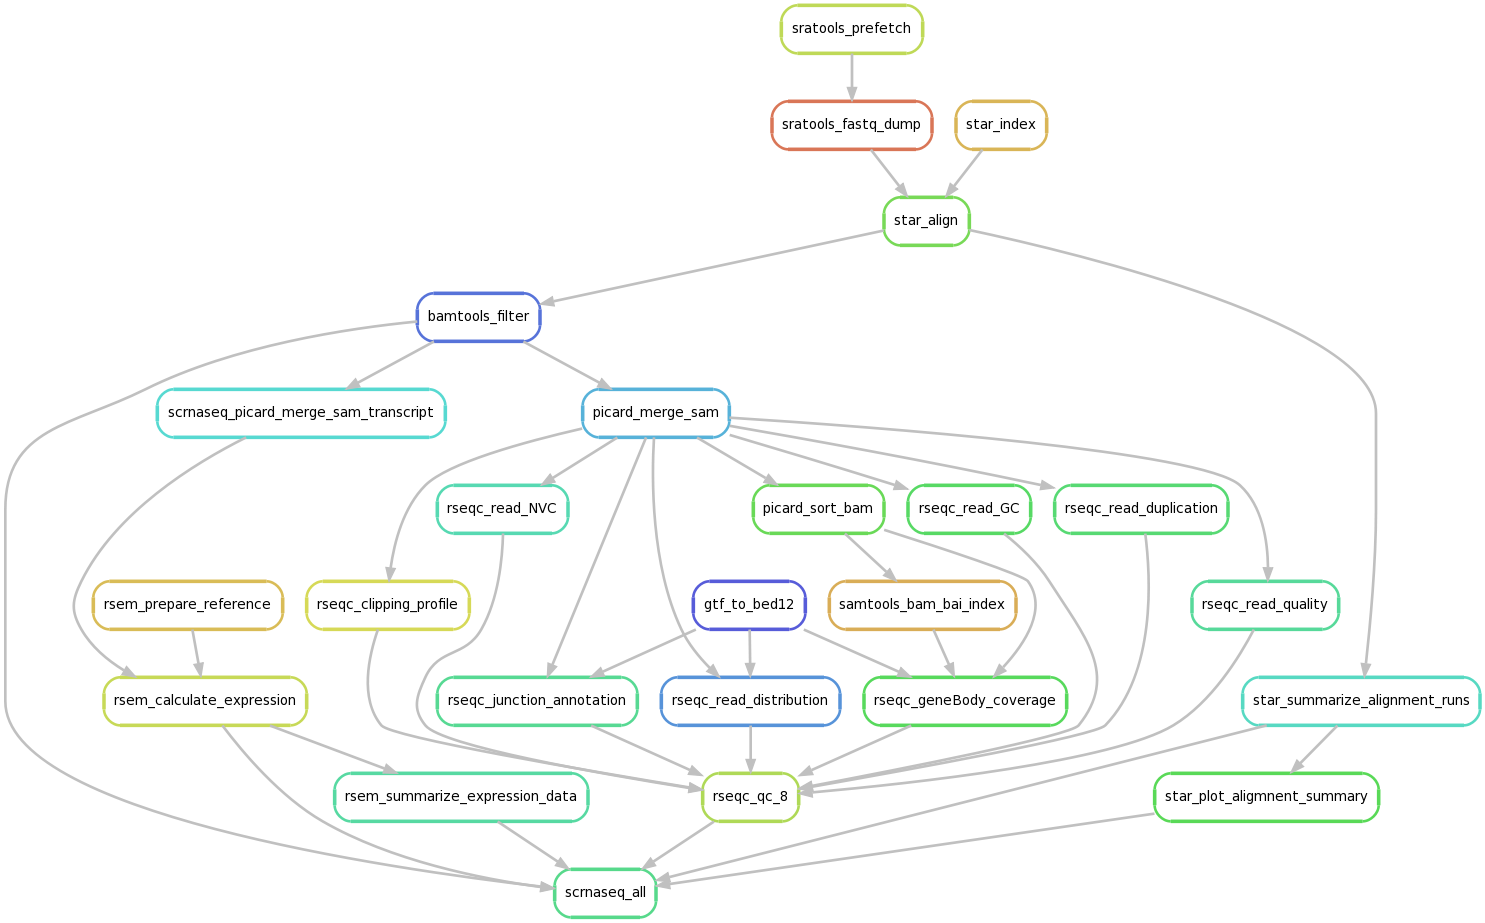 sratools_prefetch
sratools_fastq_dump
star_index
star_align
bamtools_filter
scrnaseq_picard_merge_sam_transcript
picard_merge_sam
rseqc_read_NVC
picard_sort_bam
rseqc_read_GC
rseqc_read_duplication
rsem_prepare_reference
rseqc_clipping_profile
gtf_to_bed12
samtools_bam_bai_index
rseqc_read_quality
rsem_calculate_expression
rseqc_junction_annotation
rseqc_read_distribution
rseqc_geneBody_coverage
star_summarize_alignment_runs
rsem_summarize_expression_data
rseqc_qc_8
star_plot_aligmnent_summary
scrnaseq_all